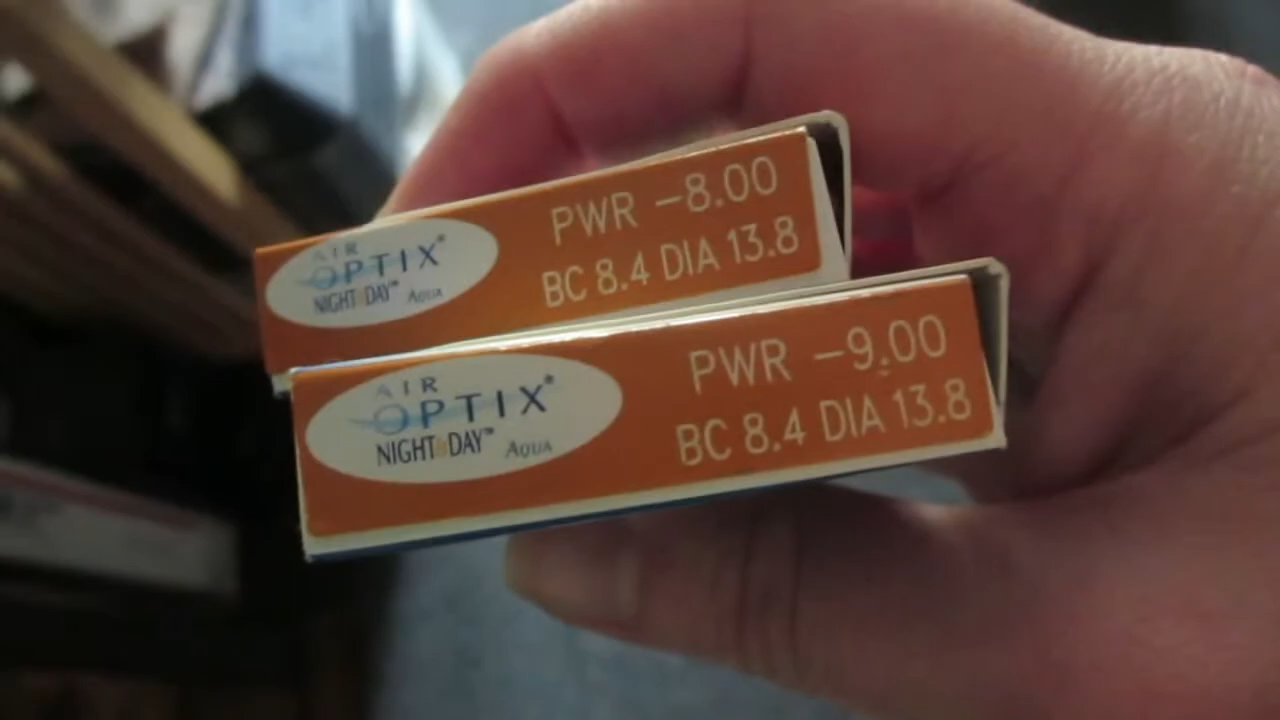 AIR
OPTIX®
NIGHT & DAY™ AQUA
PWR -8.00
BC 8.4 DIA 13.8
AIR
OPTIX®
NIGHT&DAY™ AQUA
PWR -9.00
BC 8.4 DIA 13.8